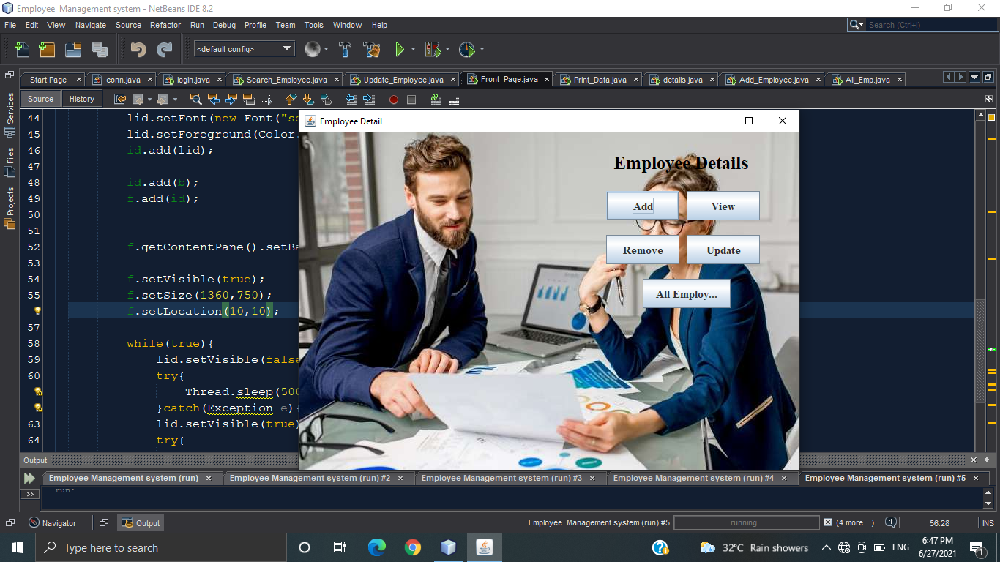 Employee  Management system - NetBeans IDE 8.2
File Edit View Navigate Source Refactor Run Debug Profile Team Tools Window Help
Search (Ctrl+I)
<default config>
Start Page conn.java login.java Search_Employee.java Update_Employee.java Front_Page.java Print_Data.java details.java Add_Employee.java All_Emp.java
Source History
Services
Files
Projects
44 lid.setFont(new Font("se
45 lid.setForeground(Color.
46 id.add(lid);
47
48 id.add(b);
49 f.add(id);
50
51
52 f.getContentPane().setBa
53
54 f.setVisible(true);
55 f.setSize(1360,750);
f.setLocation(10,10);
57
58 while(true){
59 lid.setVisible(false
60 try{
Thread.sleep(500
}catch(Exception e){
63 lid.setVisible(true)
64 try{
Employee Detail
Employee Details
Add View
Remove Update
All Employ...
Output
Employee Management system (run) Employee Management system (run) #2 Employee Management system (run) #3 Employee Management system (run) #4 Employee Management system (run) #5
run:
Navigator Output Employee  Management system (run) #5 running... (4 more...) 1 56:28 INS
Type here to search 32°C Rain showers ENG 6:47 PM
6/27/2021 1